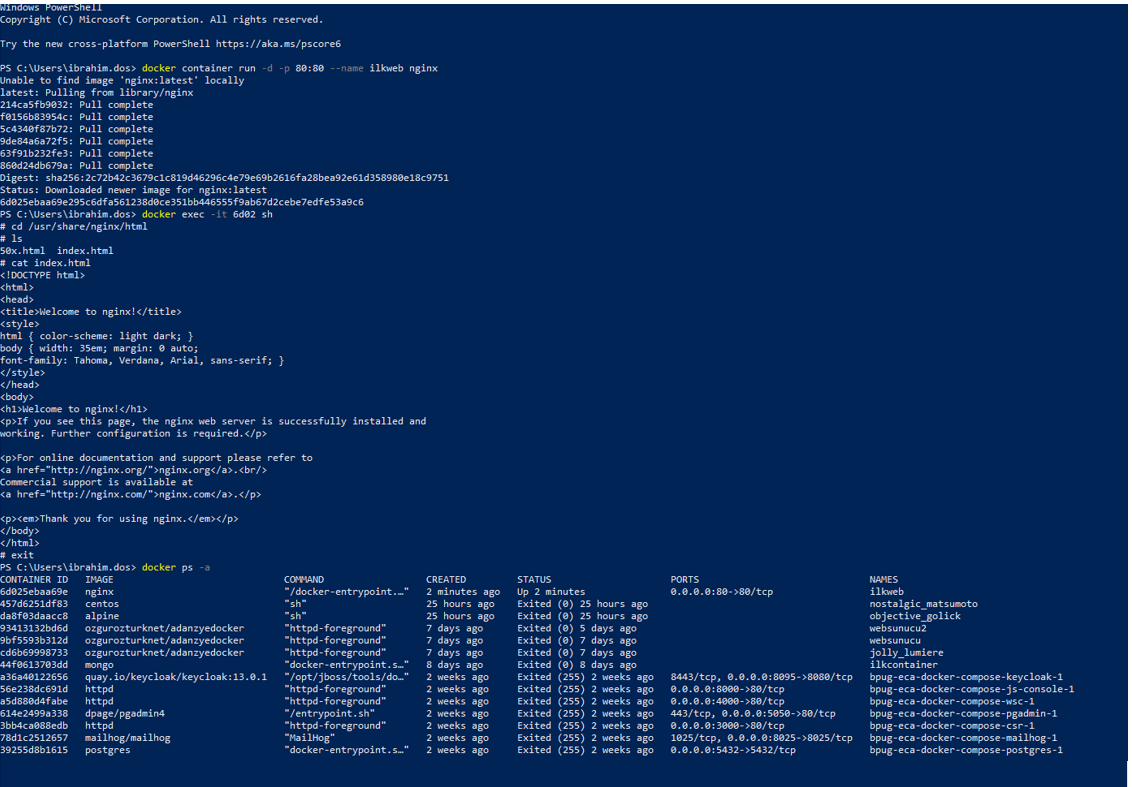 Windows PowerShell
Copyright (C) Microsoft Corporation. All rights reserved.
Try the new cross-platform PowerShell https://aka.ms/pscore6
PS C:\Users\ibrahim.dos> docker container run -d -p 80:80 --name ilkweb nginx
Unable to find image 'nginx:latest' locally
latest: Pulling from library/nginx
214ca5fb9032: Pull complete
f0156b83954c: Pull complete
5c4340f87b72: Pull complete
9de84a6a72f5: Pull complete
63f91b232fe3: Pull complete
860d24db679a: Pull complete
Digest: sha256:2c72b42c3679c1c819d46296c4e79e69b2616fa28bea92e61d358980e18c9751
Status: Downloaded newer image for nginx:latest
6d025ebaa69e295c6dfa561238d0ce351bb446555f9ab67d2cebe7edfe53a9c6
PS C:\Users\ibrahim.dos> docker exec -it 6d02 sh
# cd /usr/share/nginx/html
# ls
50x.html  index.html
# cat index.html
<!DOCTYPE html>
<html>
<head>
<title>Welcome to nginx!</title>
<style>
html { color-scheme: light dark; }
body { width: 35em; margin: 0 auto;
font-family: Tahoma, Verdana, Arial, sans-serif; }
</style>
</head>
<body>
<h1>Welcome to nginx!</h1>
<p>If you see this page, the nginx web server is successfully installed and
working. Further configuration is required.</p>
<p>For online documentation and support please refer to
<a href="http://nginx.org/">nginx.org</a>.<br/>
Commercial support is available at
<a href="http://nginx.com/">nginx.com</a>.</p>
<p><em>Thank you for using nginx.</em></p>
</body>
</html>
# exit
PS C:\Users\ibrahim.dos> docker ps -a
CONTAINER ID   IMAGE   COMMAND   CREATED   STATUS   PORTS   NAMES
6d025ebaa69e   nginx   "/docker-entrypoint.…"   2 minutes ago   Up 2 minutes   0.0.0.0:80->80/tcp   ilkweb
457d6251df83   centos   "sh"   25 hours ago   Exited (0) 25 hours ago   nostalgic_matsumoto
da8f03daacc8   alpine   "sh"   25 hours ago   Exited (0) 25 hours ago   objective_golick
93413132bd6d   ozgurozturknet/adanzyedocker   "httpd-foreground"   7 days ago   Exited (0) 5 days ago   websunucu2
9bf5593b312d   ozgurozturknet/adanzyedocker   "httpd-foreground"   7 days ago   Exited (0) 7 days ago   websunucu
cd6b69998733   ozgurozturknet/adanzyedocker   "httpd-foreground"   7 days ago   Exited (0) 7 days ago   jolly_lumiere
44f0613703dd   mongo   "docker-entrypoint.s…"   8 days ago   Exited (0) 8 days ago   ilkcontainer
a36a40122656   quay.io/keycloak/keycloak:13.0.1   "/opt/jboss/tools/do…"   2 weeks ago   Exited (255) 2 weeks ago   8443/tcp, 0.0.0.0:8095->8080/tcp   bpug-eca-docker-compose-keycloak-1
56e238dc691d   httpd   "httpd-foreground"   2 weeks ago   Exited (255) 2 weeks ago   0.0.0.0:8000->80/tcp   bpug-eca-docker-compose-js-console-1
a5d880d4fabe   httpd   "httpd-foreground"   2 weeks ago   Exited (255) 2 weeks ago   0.0.0.0:4000->80/tcp   bpug-eca-docker-compose-wsc-1
614e2499a338   dpage/pgadmin4   "/entrypoint.sh"   2 weeks ago   Exited (255) 2 weeks ago   443/tcp, 0.0.0.0:5050->80/tcp   bpug-eca-docker-compose-pgadmin-1
3bb4ca088edb   httpd   "httpd-foreground"   2 weeks ago   Exited (255) 2 weeks ago   0.0.0.0:3000->80/tcp   bpug-eca-docker-compose-csr-1
78d1c2512657   mailhog/mailhog   "MailHog"   2 weeks ago   Exited (255) 2 weeks ago   1025/tcp, 0.0.0.0:8025->8025/tcp   bpug-eca-docker-compose-mailhog-1
39255d8b1615   postgres   "docker-entrypoint.s…"   2 weeks ago   Exited (255) 2 weeks ago   0.0.0.0:5432->5432/tcp   bpug-eca-docker-compose-postgres-1